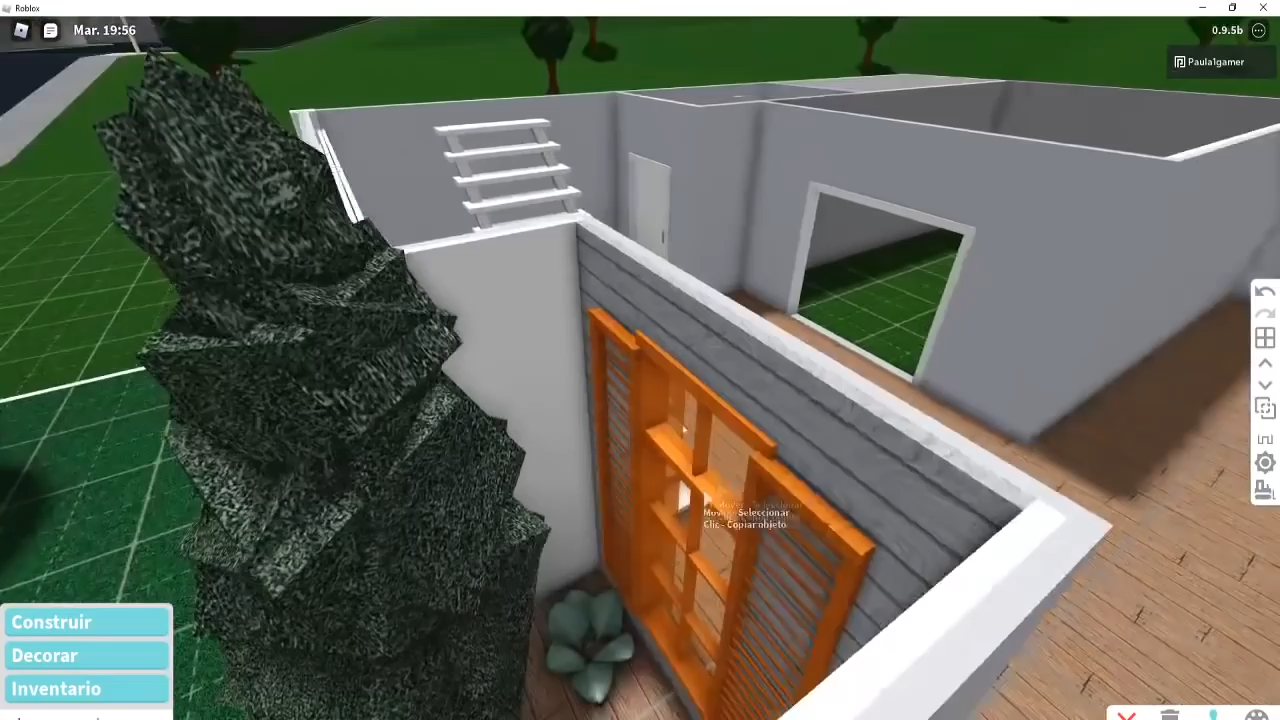 Roblox
Mar. 19:56
0.9.5b
Paula1gamer
Mover - Seleccionar
Clic - Copiar objeto
Construir
Decorar
Inventario